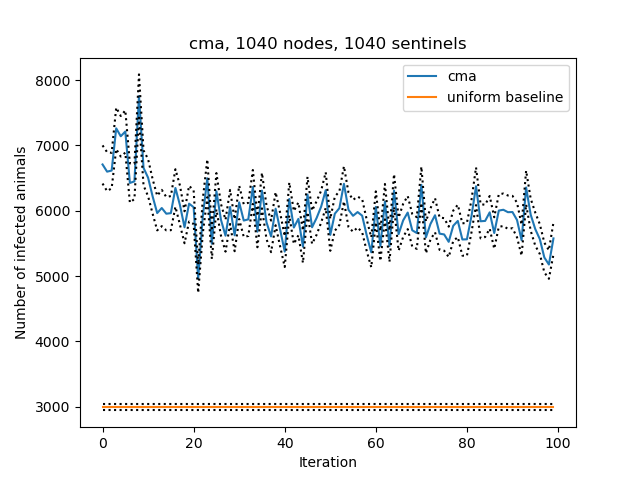 cma, 1040 nodes, 1040 sentinels
cma
uniform baseline
Number of infected animals
8000
7000
6000
5000
4000
3000
0 20 40 60 80 100
Iteration